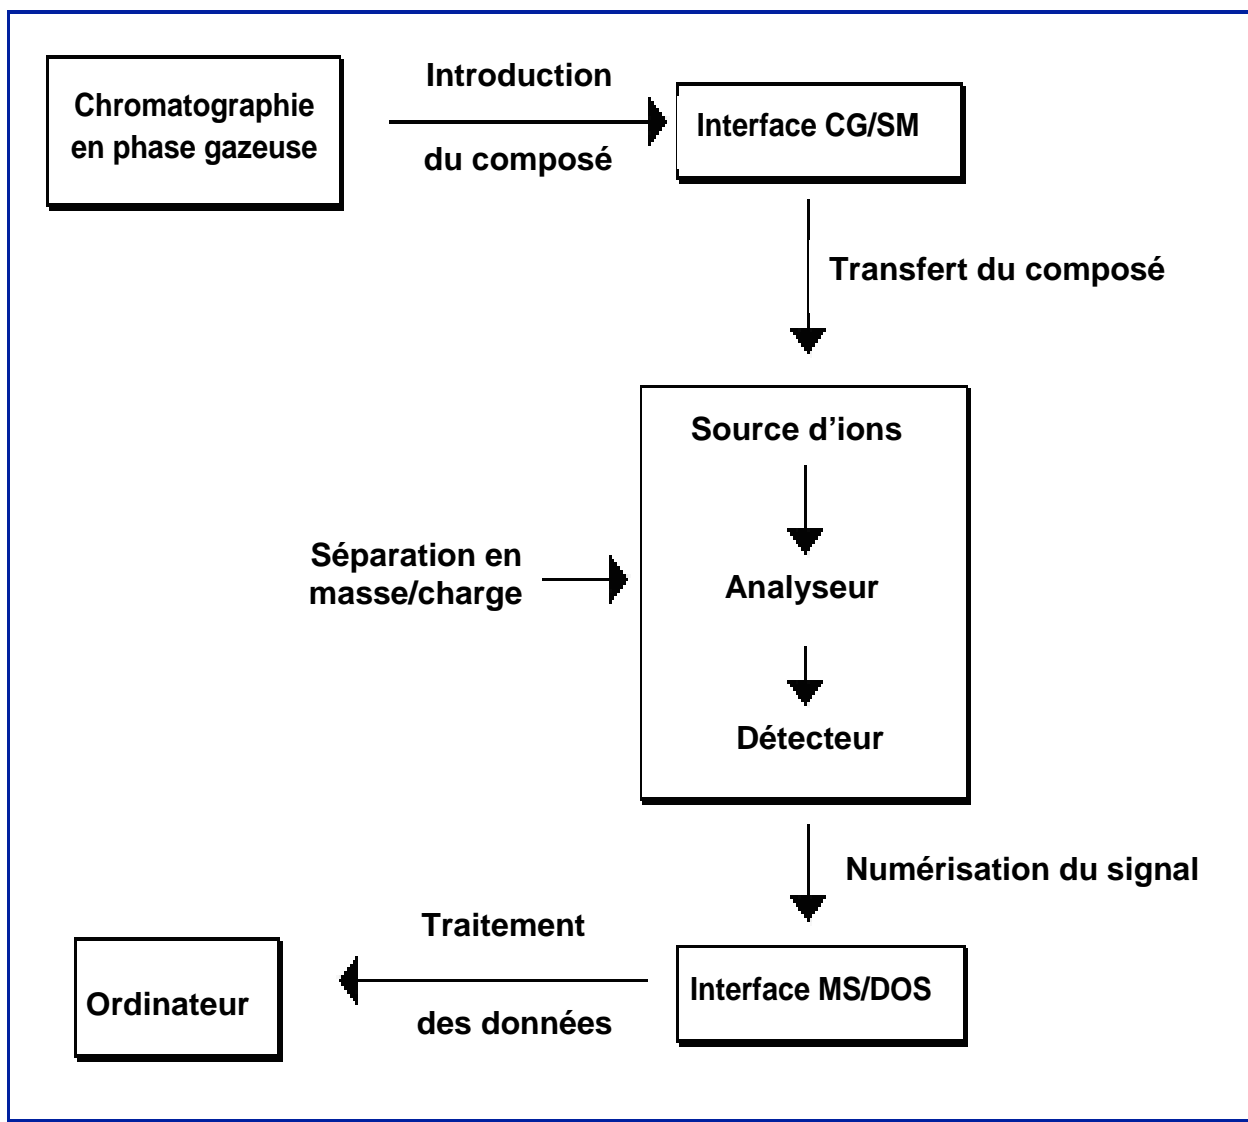 Chromatographie
en phase gazeuse
Introduction
du composé
Interface CG/SM
Transfert du composé
Source d’ions
Séparation en
masse/charge
Analyseur
Détecteur
Numérisation du signal
Interface MS/DOS
Traitement
des données
Ordinateur